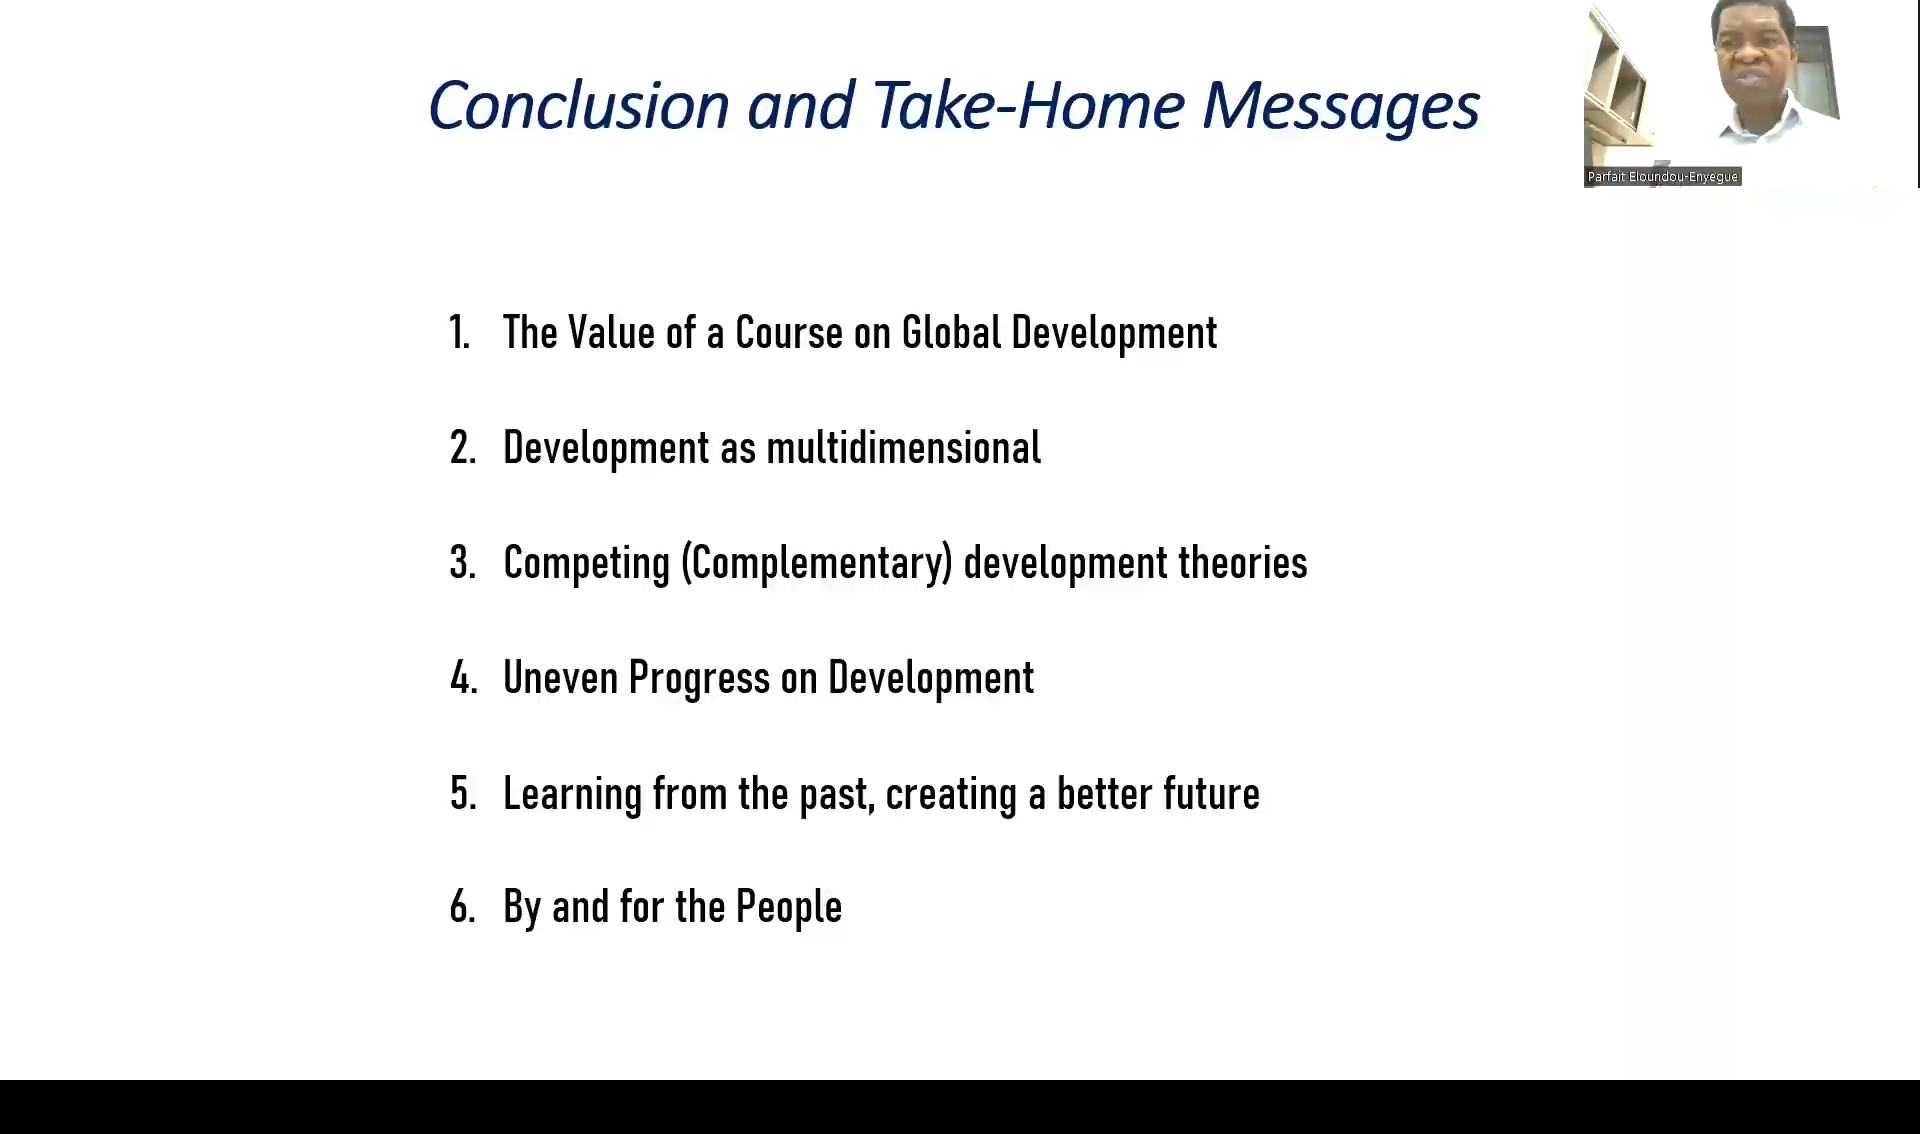 Conclusion and Take-Home Messages
Parfait Eloundou-Enyegue
1. The Value of a Course on Global Development
2. Development as multidimensional
3. Competing (Complementary) development theories
4. Uneven Progress on Development
5. Learning from the past, creating a better future
6. By and for the People